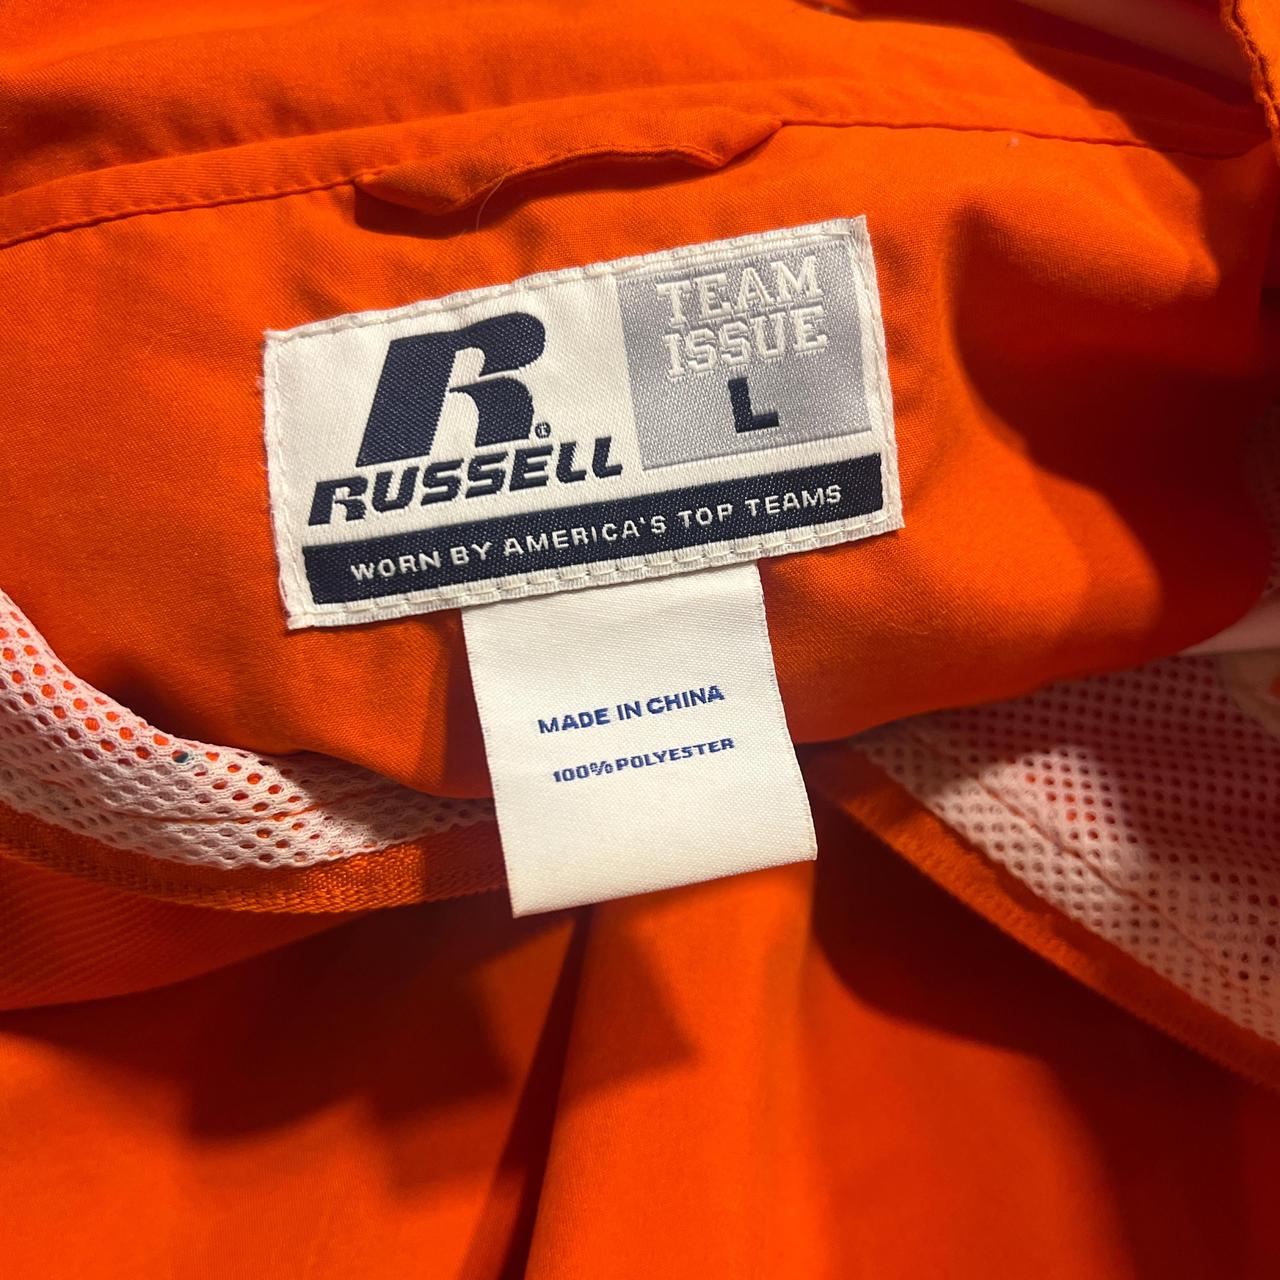 TEAM
ISSUE
L
R®
RUSSELL
WORN BY AMERICA'S TOP TEAMS
MADE IN CHINA
100% POLYESTER